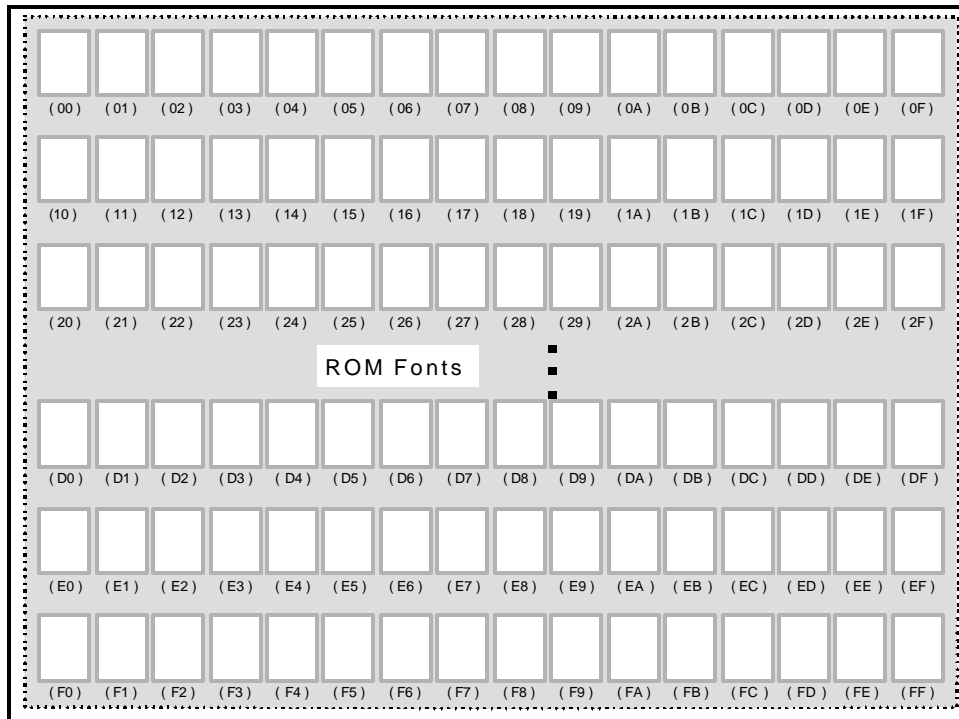 ( 00 ) ( 01 ) ( 02 ) ( 03 ) ( 04 ) ( 05 ) ( 06 ) ( 07 ) ( 08 ) ( 09 ) ( 0A ) ( 0B ) ( 0C ) ( 0D ) ( 0E ) ( 0F )
(10 ) ( 11 ) ( 12 ) ( 13 ) ( 14 ) ( 15 ) ( 16 ) ( 17 ) ( 18 ) ( 19 ) ( 1A ) ( 1B ) ( 1C ) ( 1D ) ( 1E ) ( 1F )
( 20 ) ( 21 ) ( 22 ) ( 23 ) ( 24 ) ( 25 ) ( 26 ) ( 27 ) ( 28 ) ( 29 ) ( 2A ) ( 2B ) ( 2C ) ( 2D ) ( 2E ) ( 2F )
ROM Fonts
( D0 ) ( D1 ) ( D2 ) ( D3 ) ( D4 ) ( D5 ) ( D6 ) ( D7 ) ( D8 ) ( D9 ) ( DA ) ( DB ) ( DC ) ( DD ) ( DE ) ( DF )
( E0 ) ( E1 ) ( E2 ) ( E3 ) ( E4 ) ( E5 ) ( E6 ) ( E7 ) ( E8 ) ( E9 ) ( EA ) ( EB ) ( EC ) ( ED ) ( EE ) ( EF )
( F0 ) ( F1 ) ( F2 ) ( F3 ) ( F4 ) ( F5 ) ( F6 ) ( F7 ) ( F8 ) ( F9 ) ( FA ) ( FB ) ( FC ) ( FD ) ( FE ) ( FF )